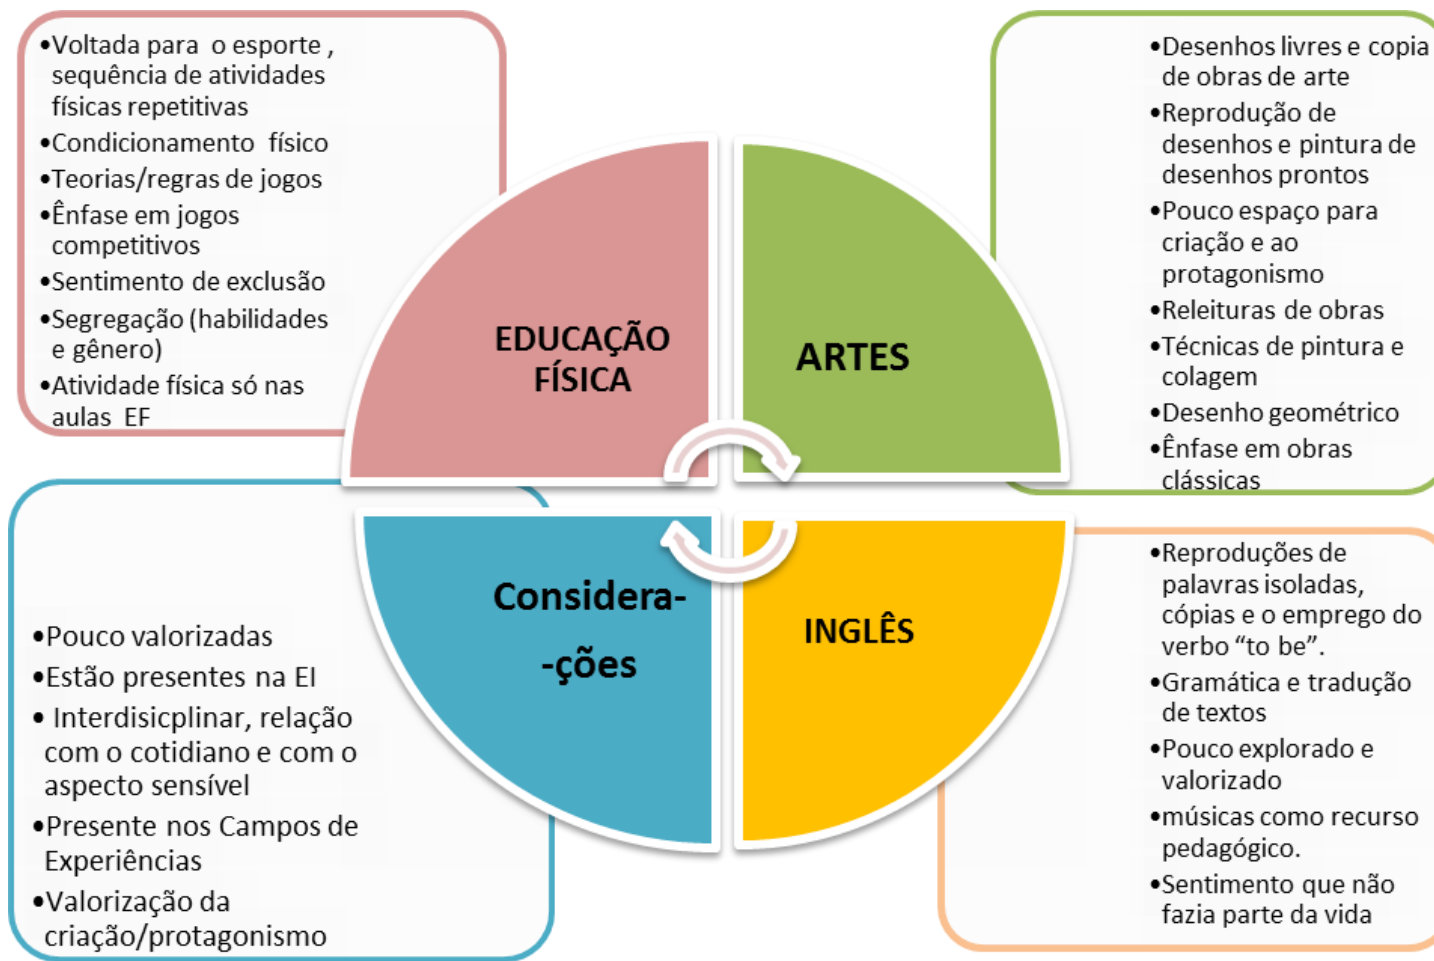 •Voltada para o esporte ,
sequência de atividades
físicas repetitivas
•Condicionamento físico
•Teorias/regras de jogos
•Ênfase em jogos
competitivos
•Sentimento de exclusão
•Segregação (habilidades
e gênero)
•Atividade física só nas
aulas EF
EDUCAÇÃO
FÍSICA
ARTES
•Desenhos livres e copia
de obras de arte
•Reprodução de
desenhos e pintura de
desenhos prontos
•Pouco espaço para
criação e ao
protagonismo
•Releituras de obras
•Técnicas de pintura e
colagem
•Desenho geométrico
•Ênfase em obras
clássicas
•Pouco valorizadas
•Estão presentes na EI
• Interdisicplinar, relação
com o cotidiano e com o
aspecto sensível
•Presente nos Campos de
Experiências
•Valorização da
criação/protagonismo
Considera-
-ções
INGLÊS
•Reproduções de
palavras isoladas,
cópias e o emprego do
verbo “to be”.
•Gramática e tradução
de textos
•Pouco explorado e
valorizado
•músicas como recurso
pedagógico.
•Sentimento que não
fazia parte da vida